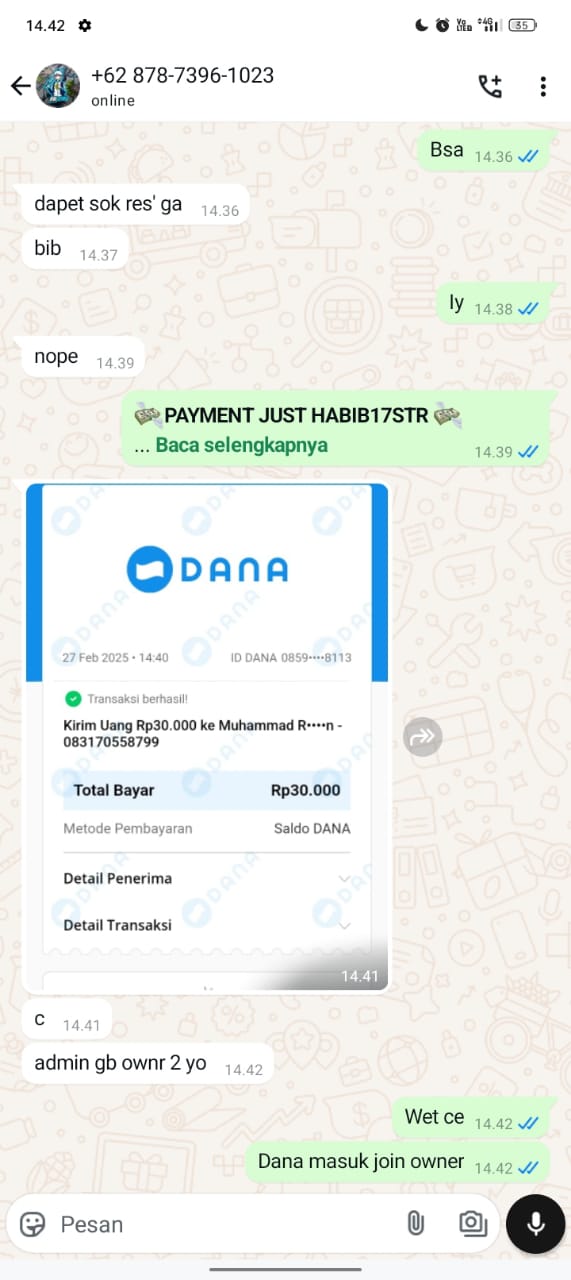 14.42
Yo
LTED
4G
35
+62 878-7396-1023
online
Bsa 14.36
dapet sok res' ga 14.36
bib 14.37
Iy 14.38
nope 14.39
💸PAYMENT JUST HABIB17STR💸
... Baca selengkapnya 14.39
DANA
27 Feb 2025 • 14:40 ID DANA 0859····8113
Transaksi berhasil!
Kirim Uang Rp30.000 ke Muhammad R····n -
083170558799
Total Bayar Rp30.000
Metode Pembayaran Saldo DANA
Detail Penerima
Detail Transaksi
14.41
c 14.41
admin gb ownr 2 yo 14.42
Wet ce 14.42
Dana masuk join owner 14.42
Pesan